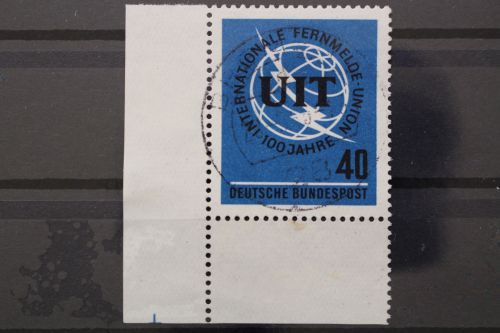 INTERNATIONALE FERNMELDE-UNION
100 JAHRE
UIT
40
DEUTSCHE BUNDESPOST